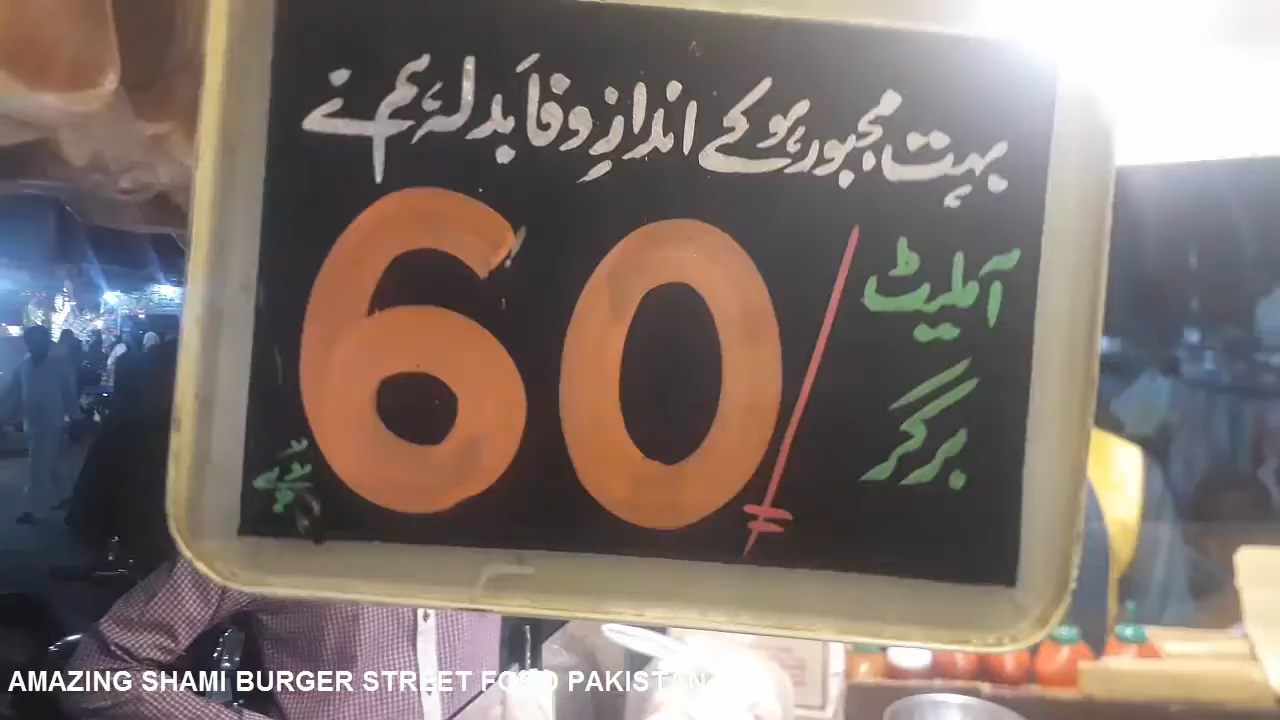 بہت مجبور ہو کے اندازِ وفا بدلہ ہم نے
آملیٹ
برگر
60/
AMAZING SHAMI BURGER STREET FOOD PAKISTAN